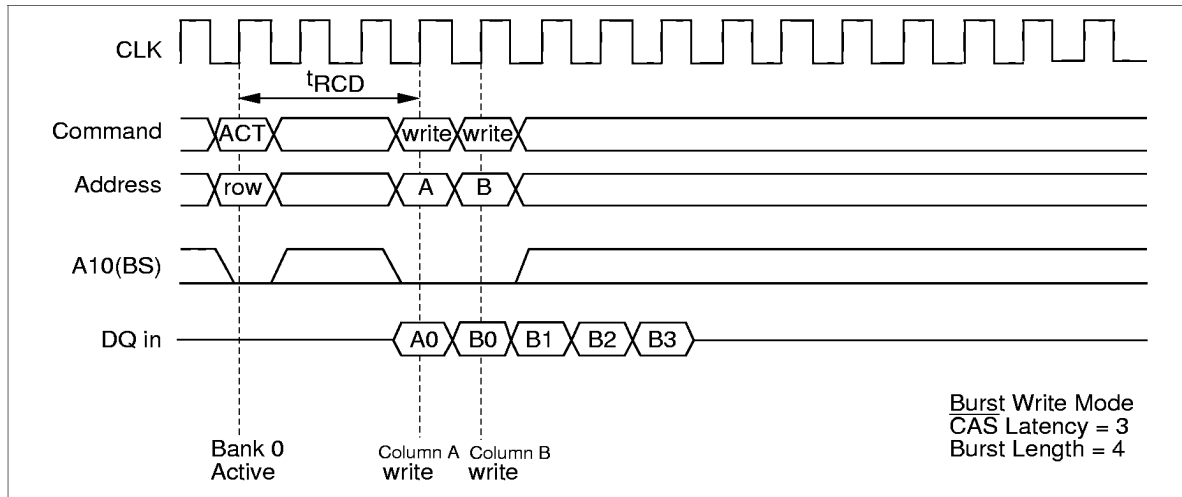 CLK
tRCD
Command
ACT
write
write
Address
row
A
B
A10(BS)
DQ in
A0
B0
B1
B2
B3
Bank 0
Active
Column A
write
Column B
write
Burst Write Mode
CAS Latency = 3
Burst Length = 4